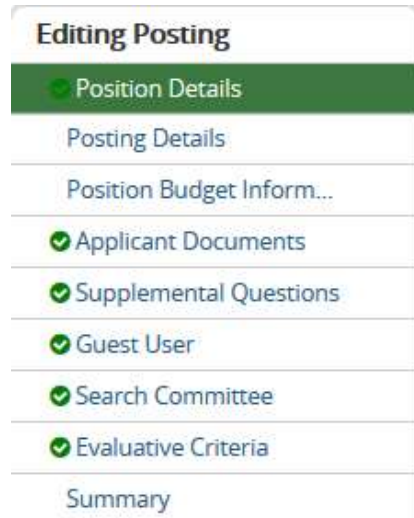 Editing Posting
Position Details
Posting Details
Position Budget Inform...
Applicant Documents
Supplemental Questions
Guest User
Search Committee
Evaluative Criteria
Summary